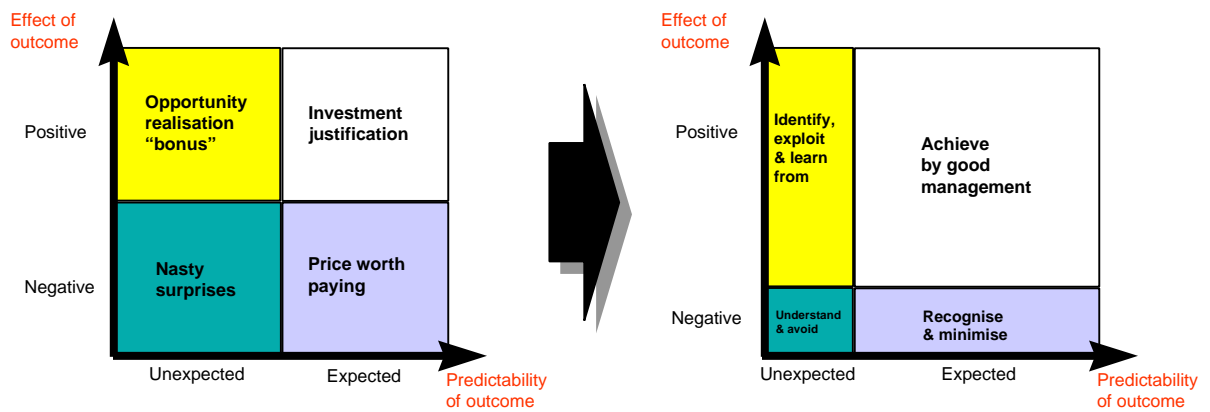 Effect of
outcome
Positive
Negative
Opportunity
realisation
“bonus”
Investment
justification
Nasty
surprises
Price worth
paying
Unexpected
Expected
Predictability
of outcome
Effect of
outcome
Positive
Negative
Identify,
exploit
& learn
from
Achieve
by good
management
Understand
& avoid
Recognise
& minimise
Unexpected
Expected
Predictability
of outcome